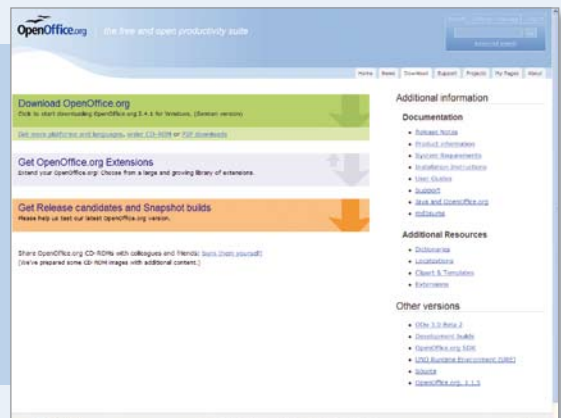 OpenOffice.org
the free and open productivity suite
Home News Download Support Projects My Pages About
Download OpenOffice.org
Click to start downloading OpenOffice.org 2.4.1 for Windows, (German version)
Get more platforms and languages, order CD-ROM or P2P downloads
Get OpenOffice.org Extensions
Extend your OpenOffice.org! Choose from a large and growing library of extensions.
Get Release candidates and Snapshot builds
Please help us test our latest OpenOffice.org version.
Share OpenOffice.org CD-ROMs with colleagues and friends: burn them yourself!
[We've prepared some CD-ROM images with additional content.]
Additional information
Documentation
Release Notes
Product information
System Requirements
Installation Instructions
User Guides
Support
Java and OpenOffice.org
md5sums
Additional Resources
Dictionaries
Localizations
Clipart & Templates
Extensions
Other versions
OOo 3.0 Beta 2
Development builds
OpenOffice.org SDK
UNO Runtime Environment (URE)
Source
OpenOffice.org, 1.1.5